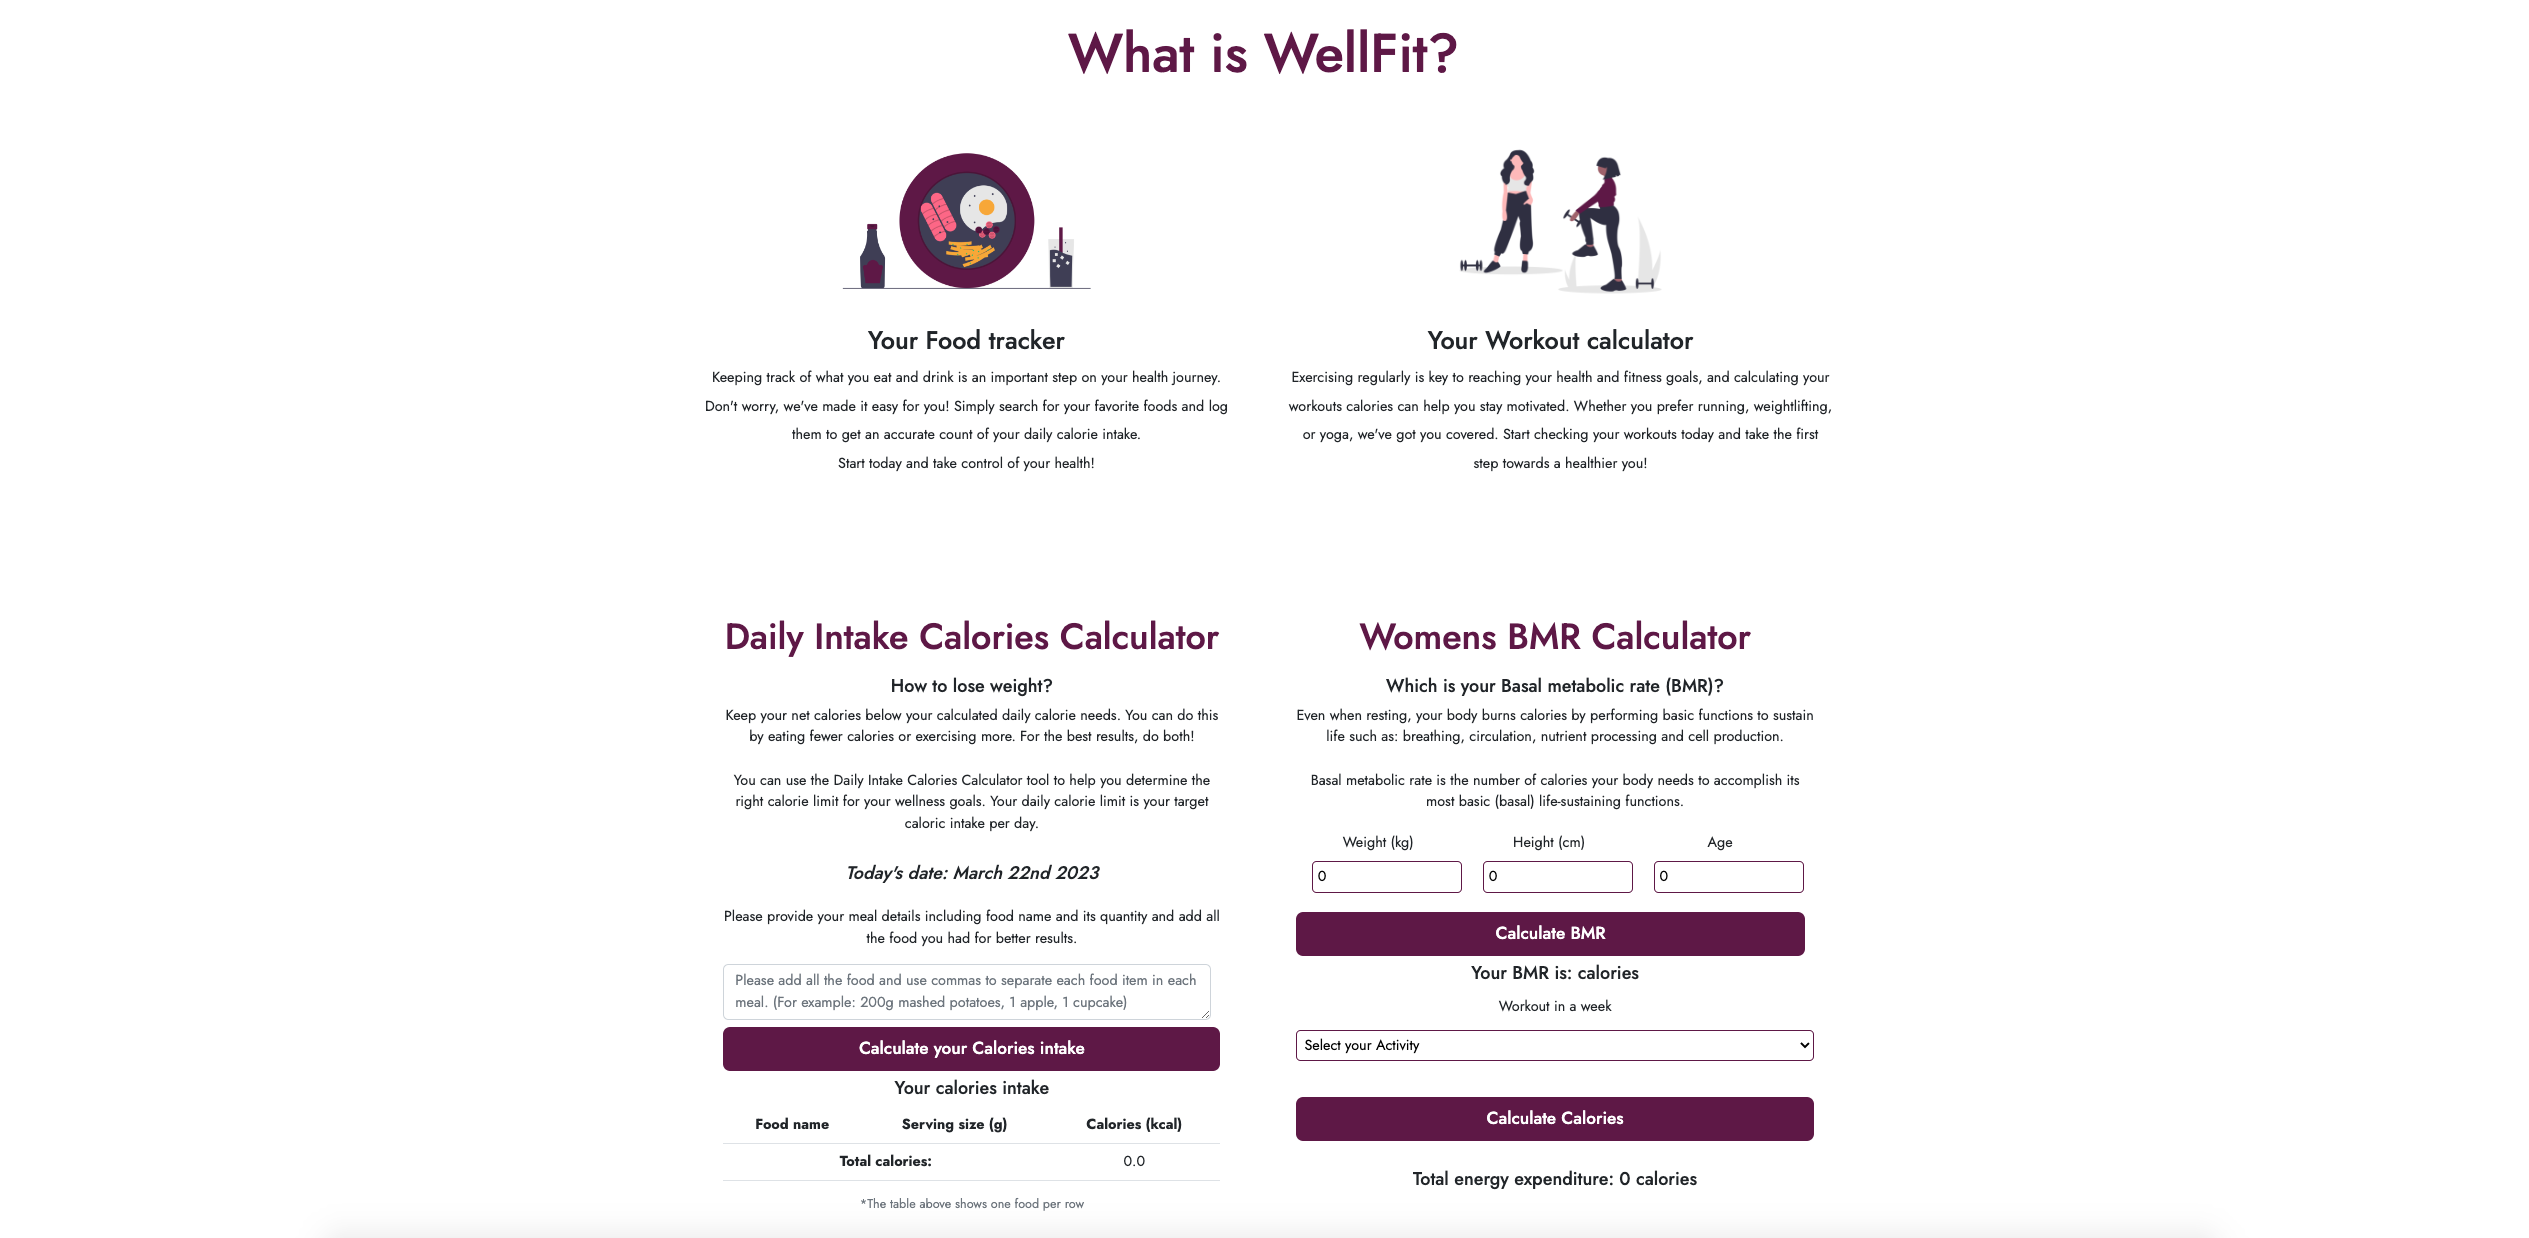 What is WellFit?
Your Food tracker
Keeping track of what you eat and drink is an important step on your health journey.
Don't worry, we've made it easy for you! Simply search for your favorite foods and log
them to get an accurate count of your daily calorie intake.
Start today and take control of your health!
Your Workout calculator
Exercising regularly is key to reaching your health and fitness goals, and calculating your
workouts calories can help you stay motivated. Whether you prefer running, weightlifting,
or yoga, we've got you covered. Start checking your workouts today and take the first
step towards a healthier you!
Daily Intake Calories Calculator
How to lose weight?
Keep your net calories below your calculated daily calorie needs. You can do this
by eating fewer calories or exercising more. For the best results, do both!
You can use the Daily Intake Calories Calculator tool to help you determine the
right calorie limit for your wellness goals. Your daily calorie limit is your target
caloric intake per day.
Today's date: March 22nd 2023
Please provide your meal details including food name and its quantity and add all
the food you had for better results.
Please add all the food and use commas to separate each food item in each
meal. (For example: 200g mashed potatoes, 1 apple, 1 cupcake)
Calculate your Calories intake
Your calories intake
Food name Serving size (g) Calories (kcal)
Total calories: 0.0
*The table above shows one food per row
Womens BMR Calculator
Which is your Basal metabolic rate (BMR)?
Even when resting, your body burns calories by performing basic functions to sustain
life such as: breathing, circulation, nutrient processing and cell production.
Basal metabolic rate is the number of calories your body needs to accomplish its
most basic (basal) life-sustaining functions.
Weight (kg) Height (cm) Age
0 0 0
Calculate BMR
Your BMR is: calories
Workout in a week
Select your Activity
Calculate Calories
Total energy expenditure: 0 calories